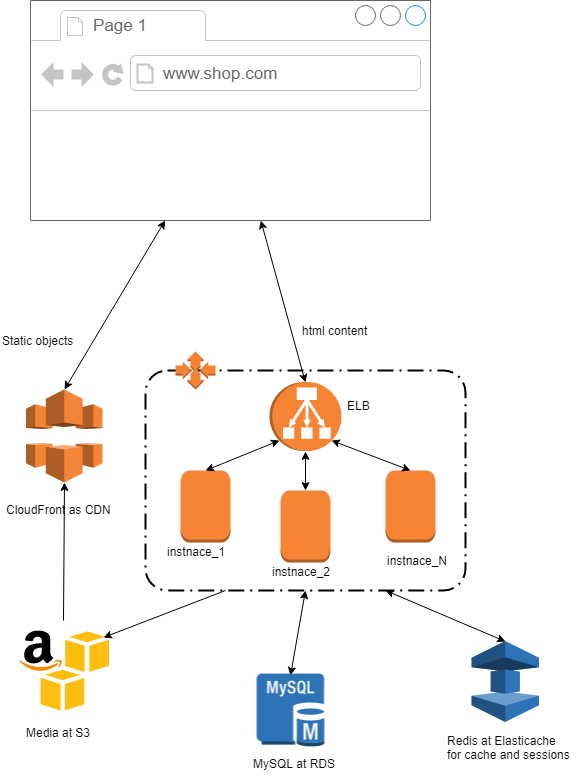 Page 1
www.shop.com
Static objects
html content
ELB
CloudFront as CDN
instnace_1
instnace_2
instnace_N
a
Media at S3
MySQL
M
MySQL at RDS
Redis at Elasticache
for cache and sessions